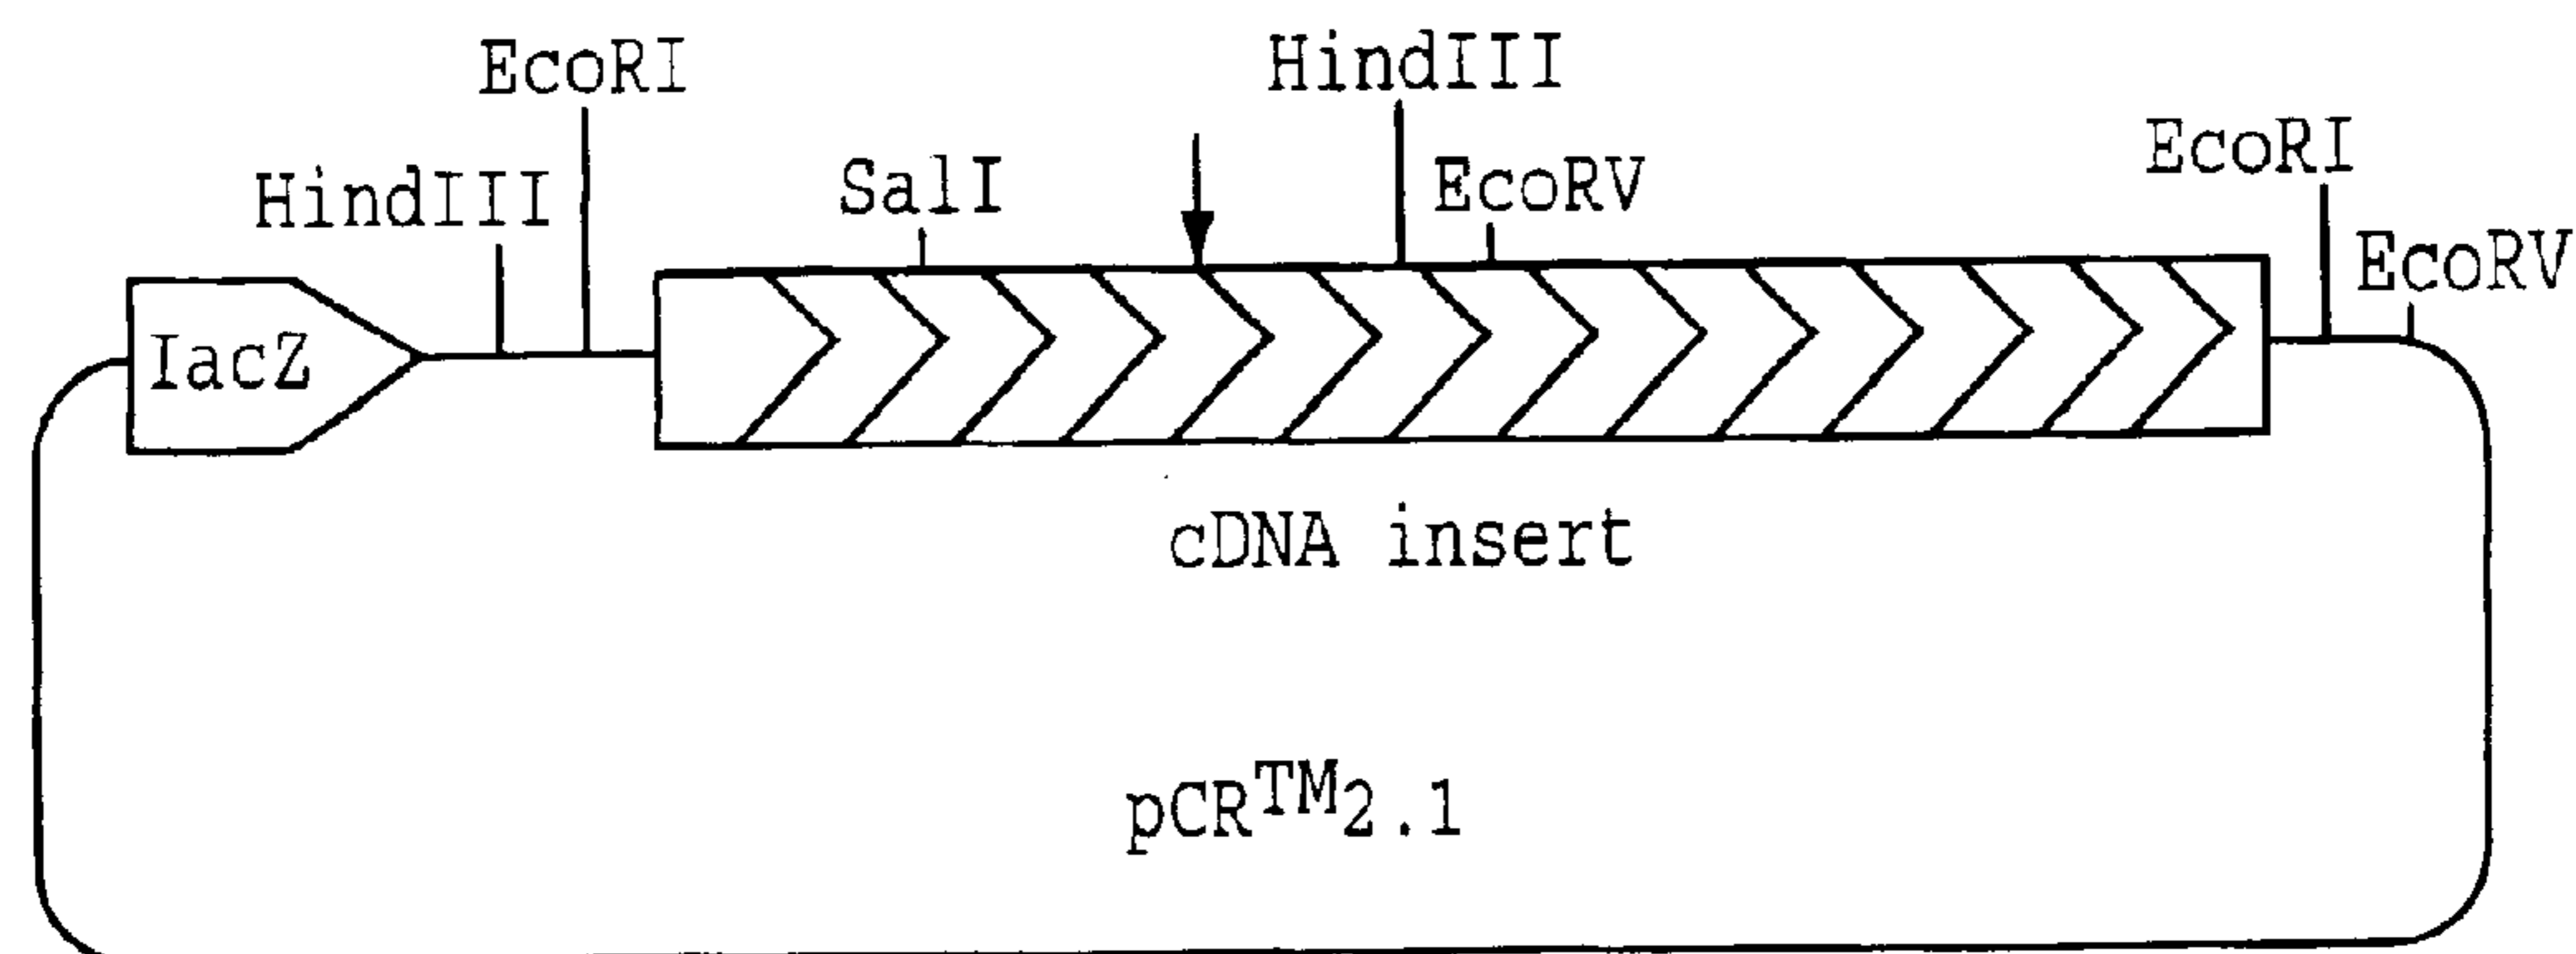 EcoRI
HindIII
HindIII
SalI
EcoRV
EcoRI
EcoRV
IacZ
cDNA insert
pCR™2.1